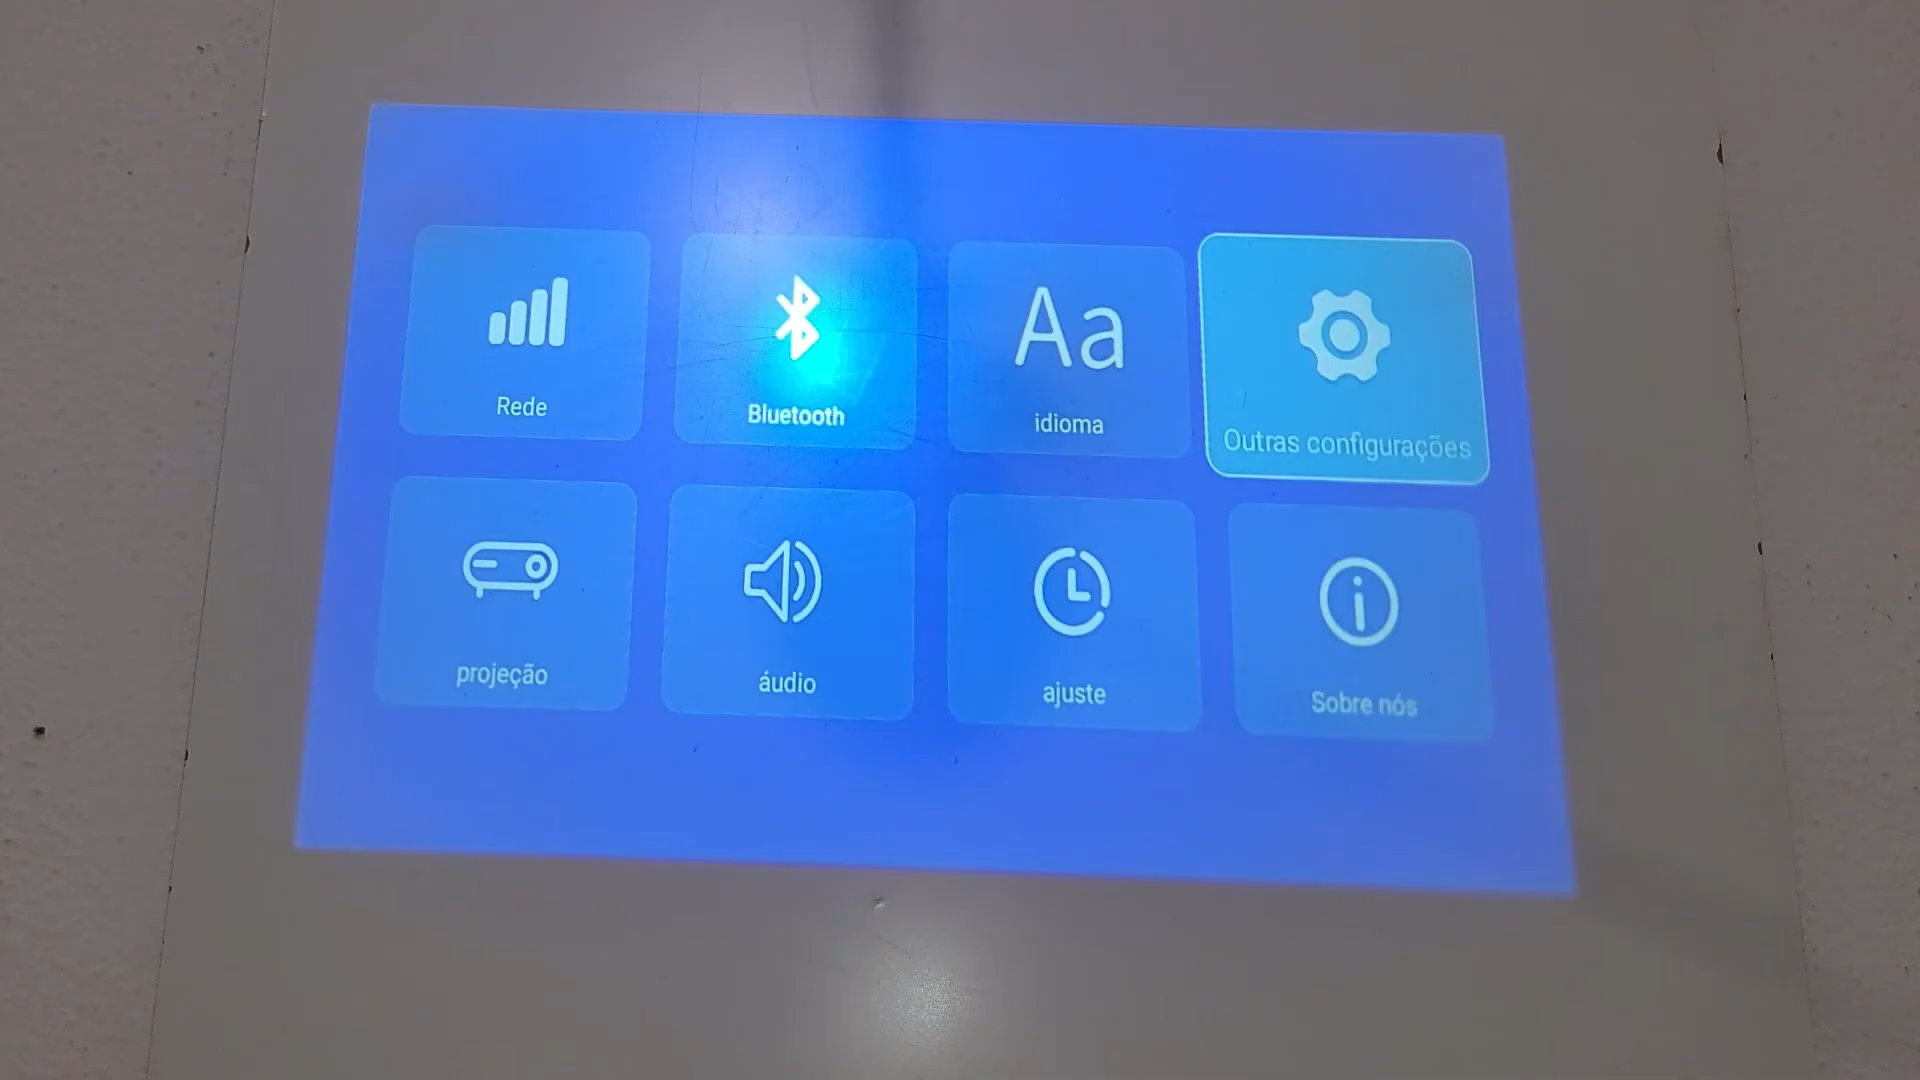 Rede
Bluetooth
Aa
idioma
Outras configurações
projeção
áudio
ajuste
Sobre nós